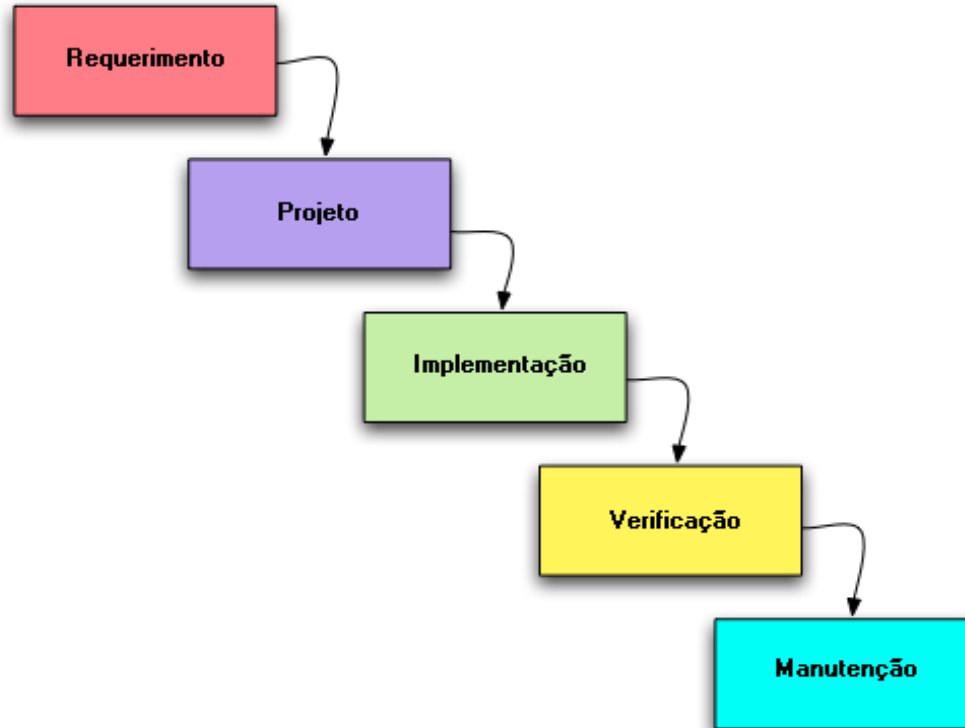 Requerimento
Projeto
Implementação
Verificação
Manutenção